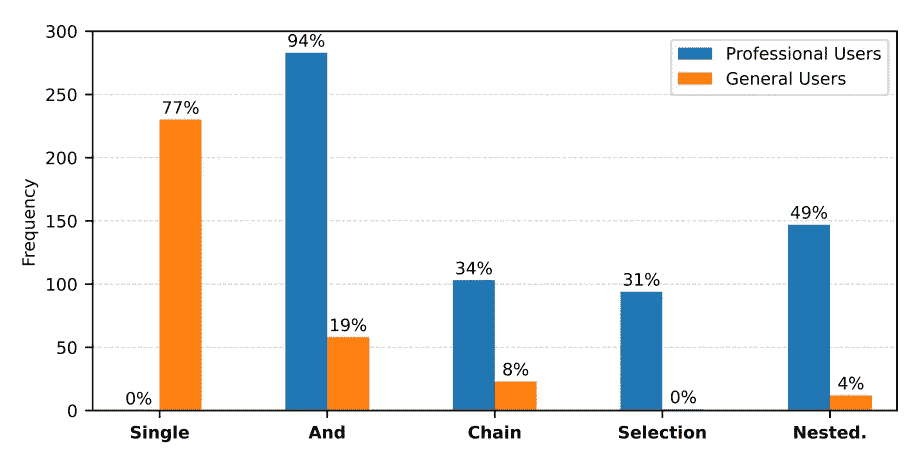 300
250
200
150
100
50
0
Frequency
Professional Users
General Users
0%
77%
94%
19%
34%
8%
31%
0%
49%
4%
Single
And
Chain
Selection
Nested.